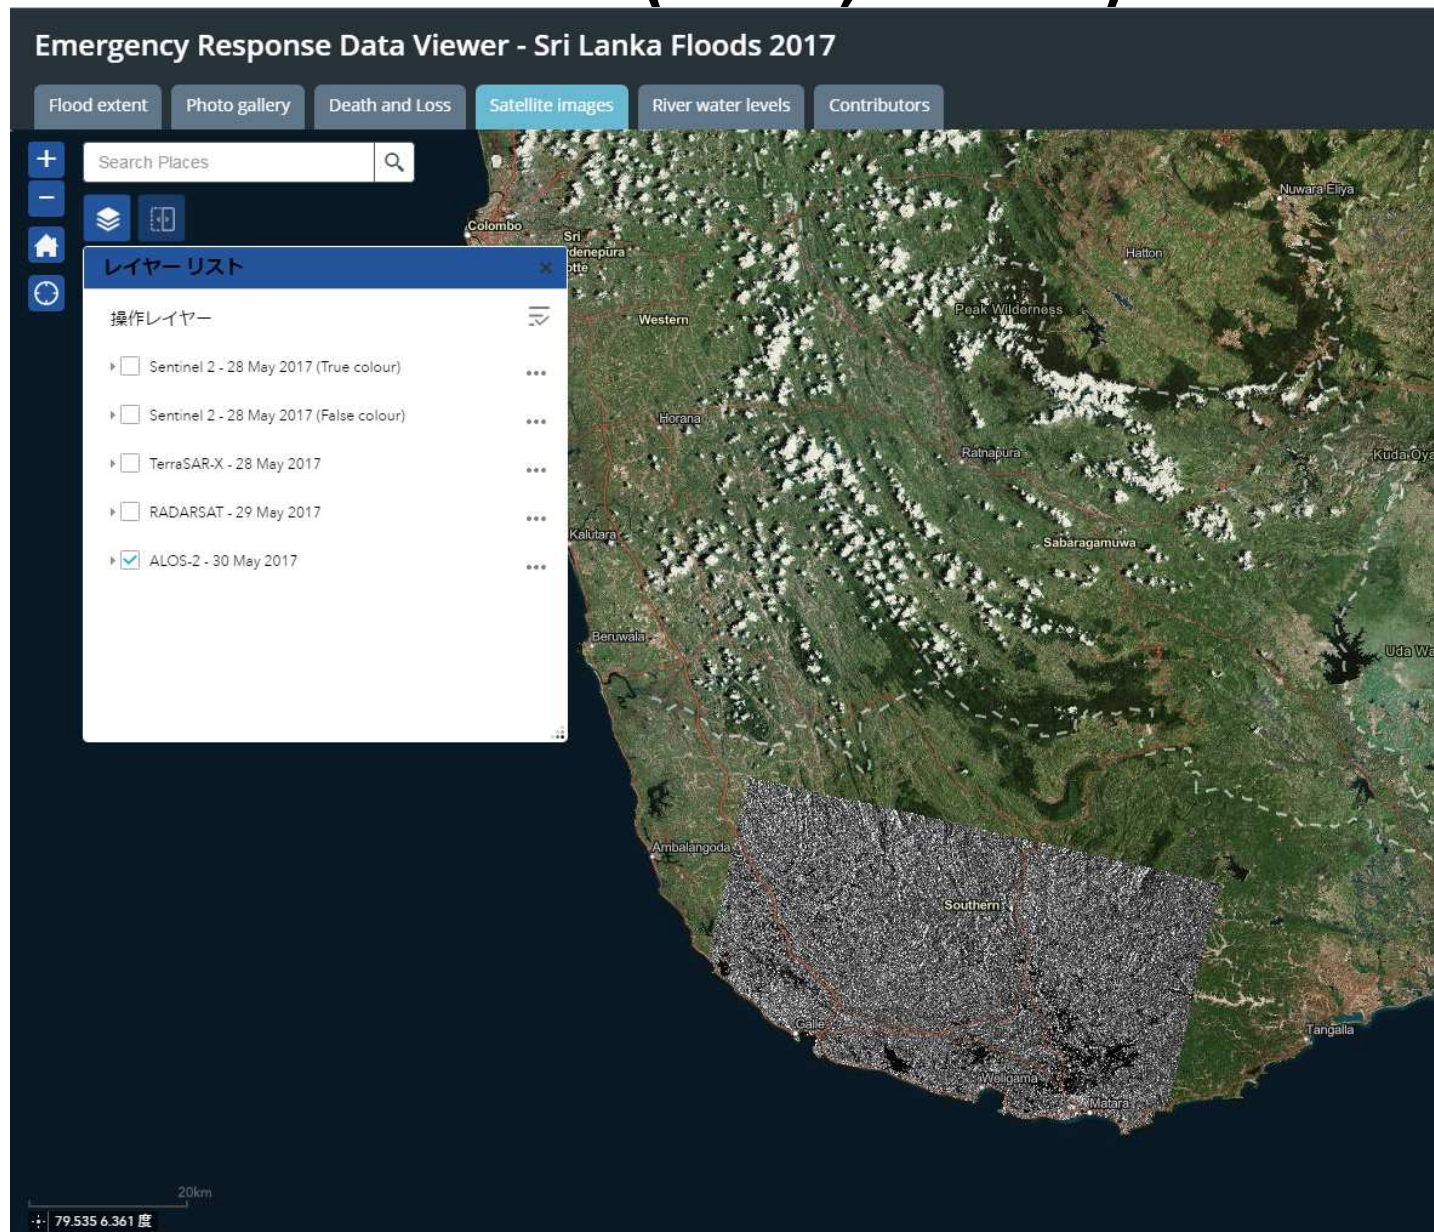 Emergency Response Data Viewer - Sri Lanka Floods 2017
Flood extent Photo gallery Death and Loss Satellite images River water levels Contributors
Search Places
レイヤー リスト
操作レイヤー
Sentinel 2 - 28 May 2017 (True colour)
Sentinel 2 - 28 May 2017 (False colour)
TerraSAR-X - 28 May 2017
RADARSAT - 29 May 2017
ALOS-2 - 30 May 2017
Nuwara Eliya
Colombo
Sri
denepura
otte
Hatton
Peak Wilderness
Western
Horana
Ratnapura
Kuda Oya
Kalutara
Sabaragamuwa
Beruwala
Uda Wa
Ambalangoda
Southern
Galle
Tangalla
Weligama
Matara
20km
79.535 6.361 度